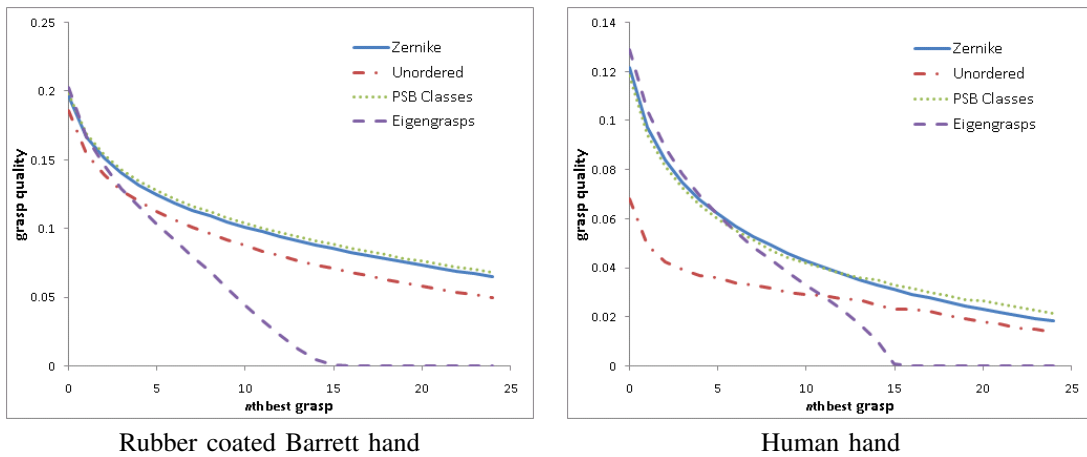 0.25
0.2
0.15
0.1
0.05
0
grasp quality
0 5 10 15 20 25
nth best grasp
Zernike
Unordered
PSB Classes
Eigengrasps
Rubber coated Barrett hand
0.14
0.12
0.1
0.08
0.06
0.04
0.02
0
grasp quality
0 5 10 15 20 25
nth best grasp
Zernike
Unordered
PSB Classes
Eigengrasps
Human hand